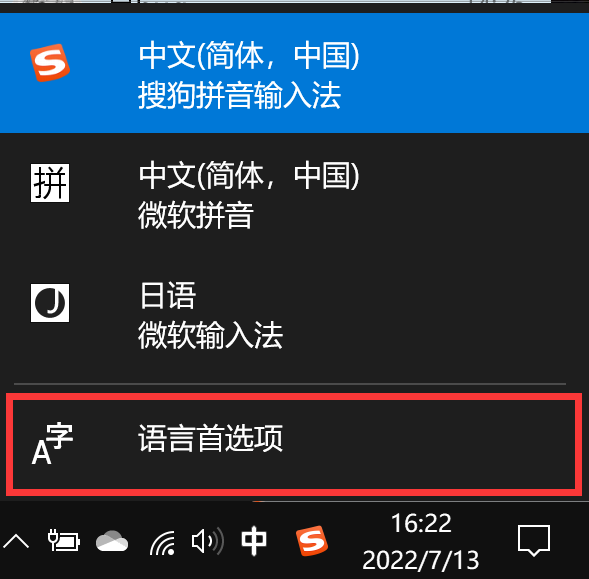 中文(简体，中国)
搜狗拼音输入法
拼
中文(简体，中国)
微软拼音
J
日语
微软输入法
A字
语言首选项
中
S
16:22
2022/7/13